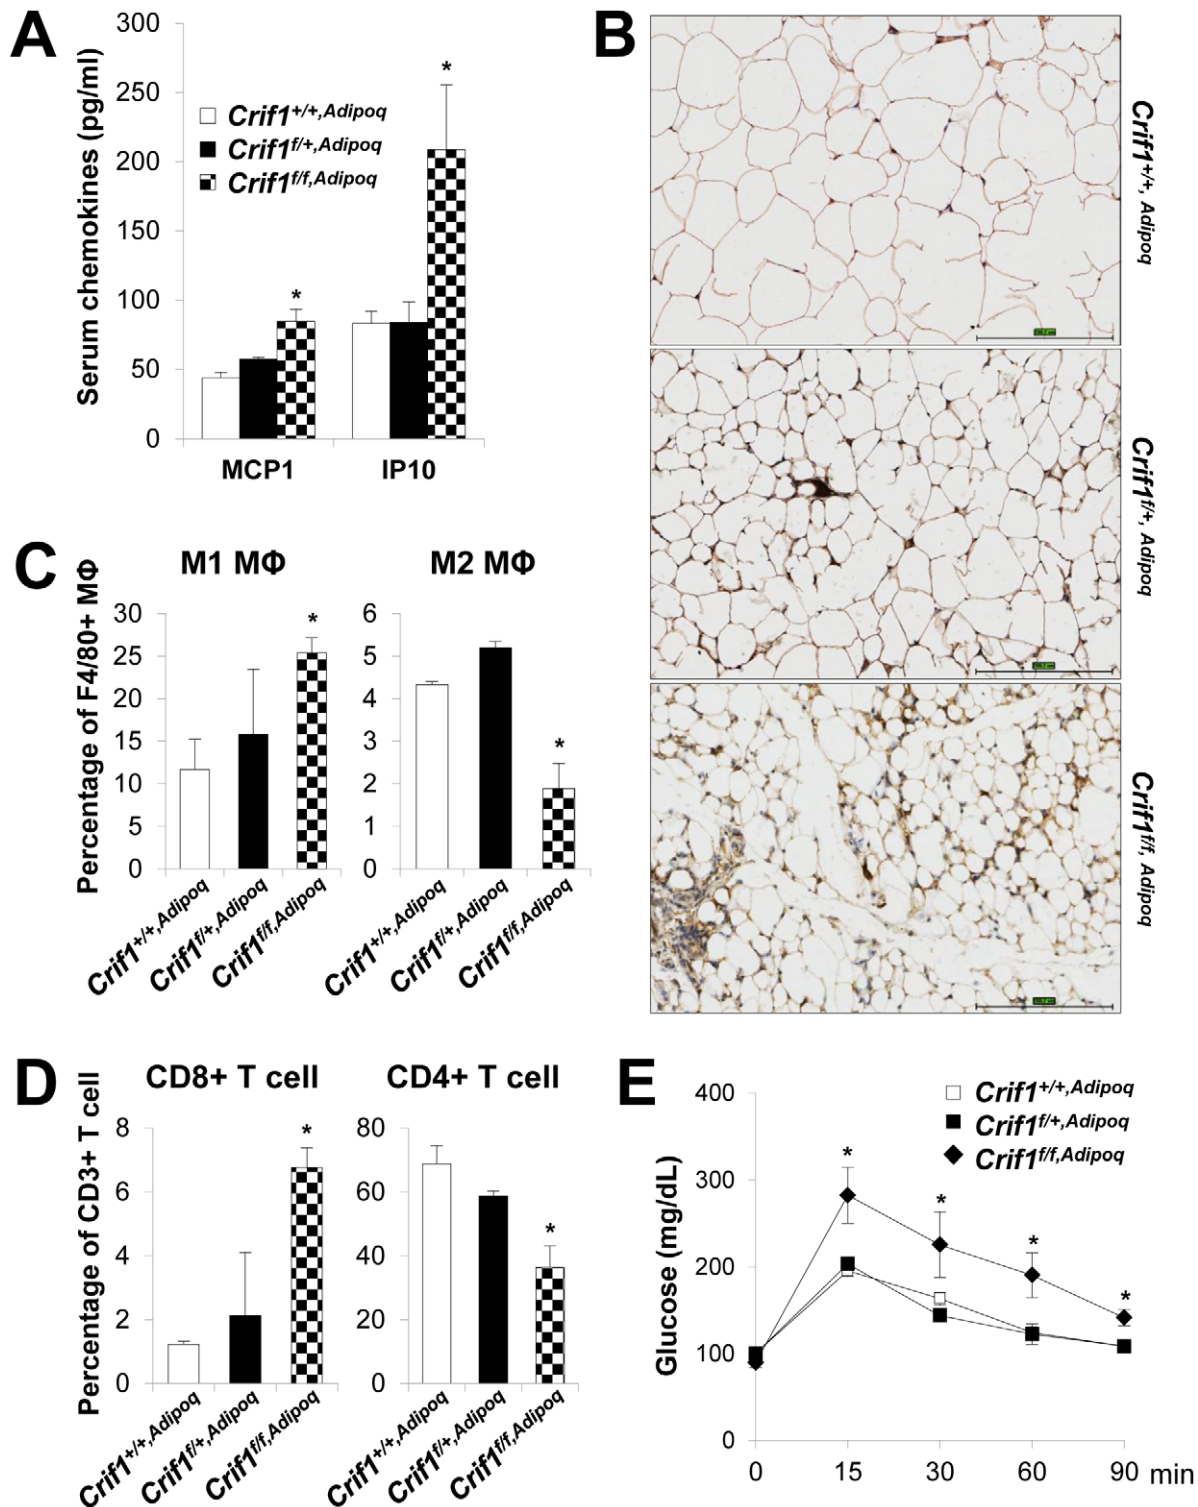 A
Serum chemokines (pg/ml)
300
250
200
150
100
50
0
Crif1+/+,Adipoq
Crif1f/+,Adipoq
Crif1f/f,Adipoq
*
*
MCP1 IP10
B
Crif1+/+, Adipoq
Crif1f/+, Adipoq
Crif1f/f, Adipoq
C
M1 MΦ
M2 MΦ
Percentage of F4/80+ MΦ
30
25
20
15
10
5
0
*
6
5
4
3
2
1
0
*
Crif1+/+,Adipoq
Crif1f/+,Adipoq
Crif1f/f,Adipoq
Crif1+/+,Adipoq
Crif1f/+,Adipoq
Crif1f/f,Adipoq
D
CD8+ T cell
CD4+ T cell
Percentage of CD3+ T cell
8
6
4
2
0
*
80
60
40
20
0
*
Crif1+/+,Adipoq
Crif1f/+,Adipoq
Crif1f/f,Adipoq
Crif1+/+,Adipoq
Crif1f/+,Adipoq
Crif1f/f,Adipoq
E
Glucose (mg/dL)
400
300
200
100
0
Crif1+/+,Adipoq
Crif1f/+,Adipoq
Crif1f/f,Adipoq
*
*
*
*
0 15 30 60 90 min